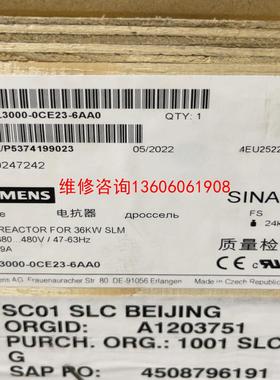 L3000-0CE23-6AA0 QTY: 1
/P5374199023 05/2022 4EU2522
0247242
EMENS 维修咨询13606061908
电抗器 дроссель SINA
REACTOR FOR 36KW SLM FS
380...480V / 47-63Hz 24k
9A 质量检
3000-0CE23-6AA0
AG, Frauenauracher Str. 80 DE-91056 Erlangen Made in Czech Republic
SC01 SLC BEIJING
ORGID: A1203751
PURCH. ORG.: 1001 SLC
G
SAP PO: 4508796191